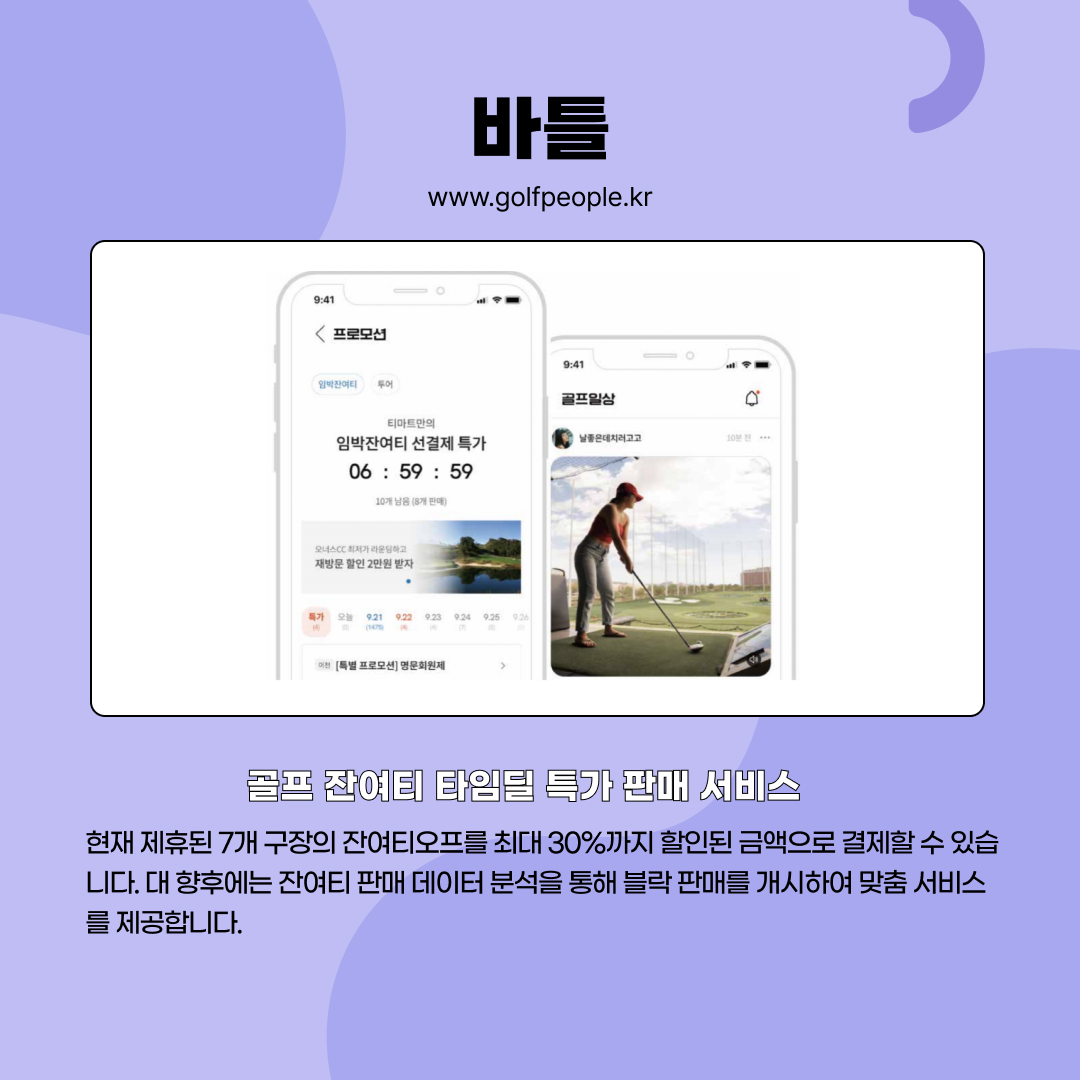 바틀
www.golfpeople.kr
9:41
프로모션
임박잔여티 투어
티마트만의
임박잔여티 선결제 특가
06 : 59 : 59
10개 남음 (8개 판매)
오너스CC 최저가 라운딩하고
재방문 할인 2만원 받자
특가 오늘 9.21 9.22 9.23 9.24 9.25 9.26
(4)
이천 [특별 프로모션] 명문회원제
9:41
골프일상
날좋은데치러고고 10분 전
골프 잔여티 타임딜 특가 판매 서비스
현재 제휴된 7개 구장의 잔여티오프를 최대 30%까지 할인된 금액으로 결제할 수 있습
니다. 대 향후에는 잔여티 판매 데이터 분석을 통해 블락 판매를 개시하여 맞춤 서비스
를 제공합니다.